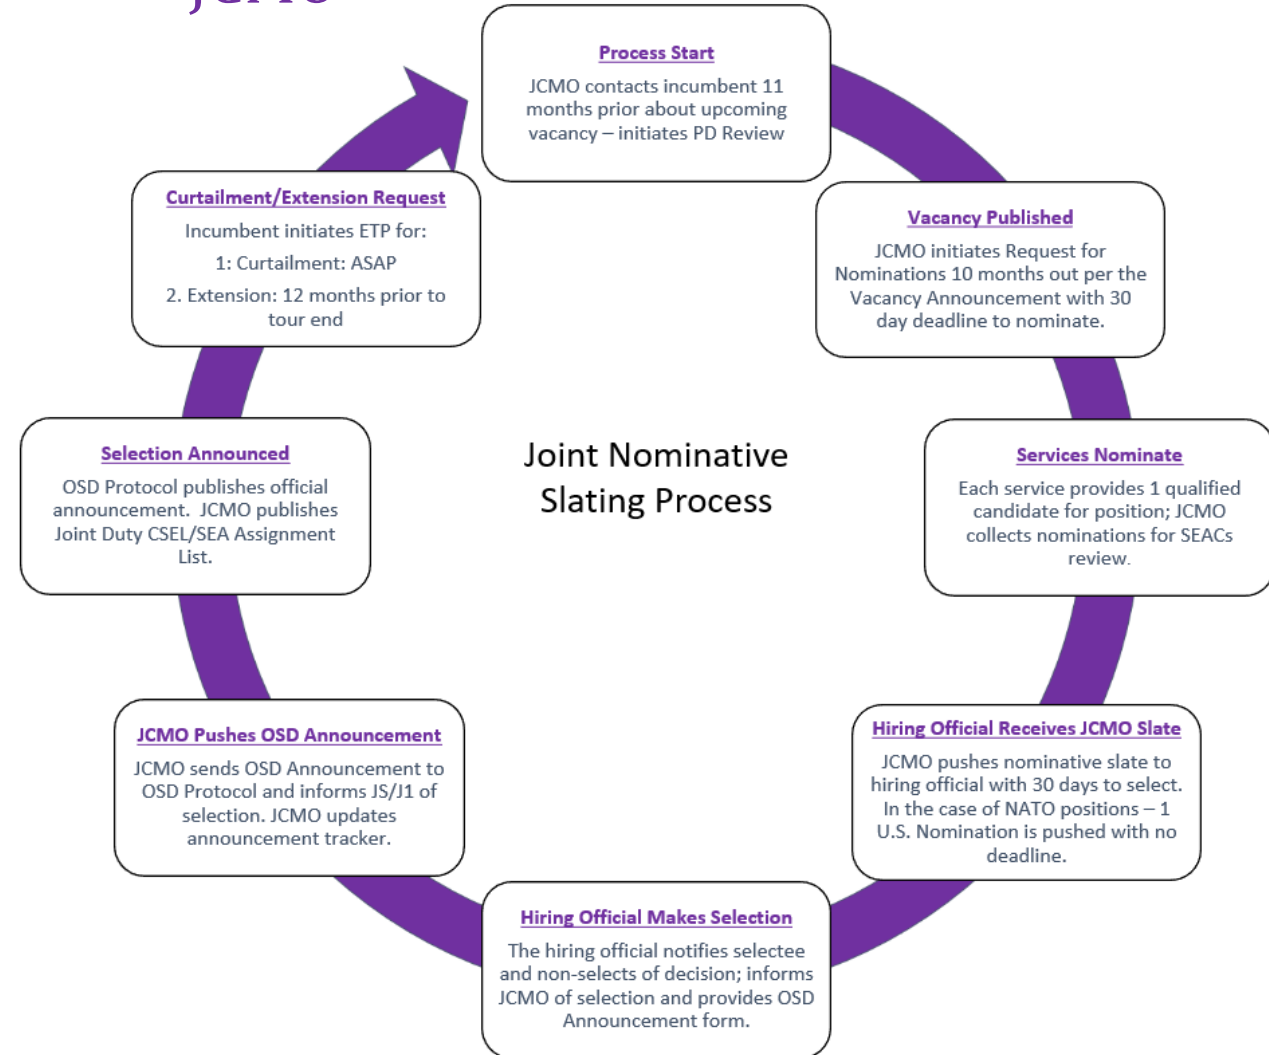 JCMO
Process Start
JCMO contacts incumbent 11
months prior about upcoming
vacancy – initiates PD Review
Vacancy Published
JCMO initiates Request for
Nominations 10 months out per the
Vacancy Announcement with 30
day deadline to nominate.
Services Nominate
Each service provides 1 qualified
candidate for position; JCMO
collects nominations for SEACs
review.
Hiring Official Receives JCMO Slate
JCMO pushes nominative slate to
hiring official with 30 days to select.
In the case of NATO positions – 1
U.S. Nomination is pushed with no
deadline.
Hiring Official Makes Selection
The hiring official notifies selectee
and non-selects of decision; informs
JCMO of selection and provides OSD
Announcement form.
JCMO Pushes OSD Announcement
JCMO sends OSD Announcement to
OSD Protocol and informs JS/J1 of
selection. JCMO updates
announcement tracker.
Selection Announced
OSD Protocol publishes official
announcement.  JCMO publishes
Joint Duty CSEL/SEA Assignment
List.
Curtailment/Extension Request
Incumbent initiates ETP for:
1: Curtailment: ASAP
2. Extension: 12 months prior to
tour end
Joint Nominative
Slating Process